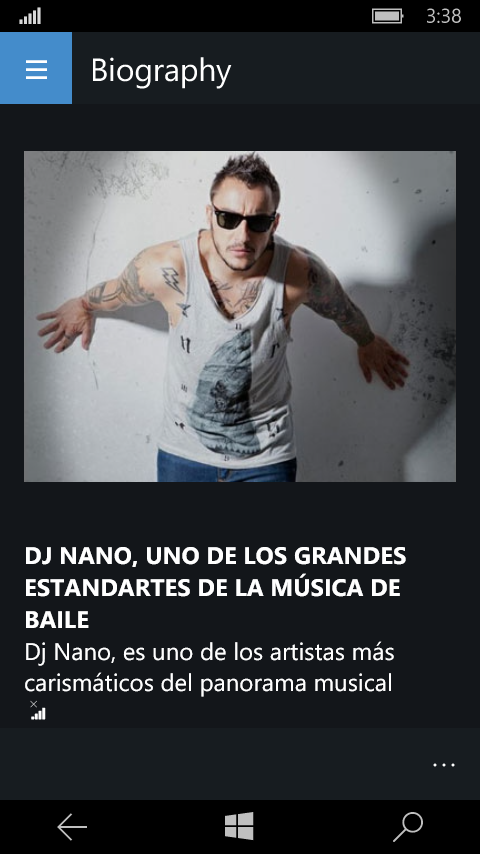 3:38
Biography
DJ NANO, UNO DE LOS GRANDES
ESTANDARTES DE LA MÚSICA DE
BAILE
Dj Nano, es uno de los artistas más
carismáticos del panorama musical